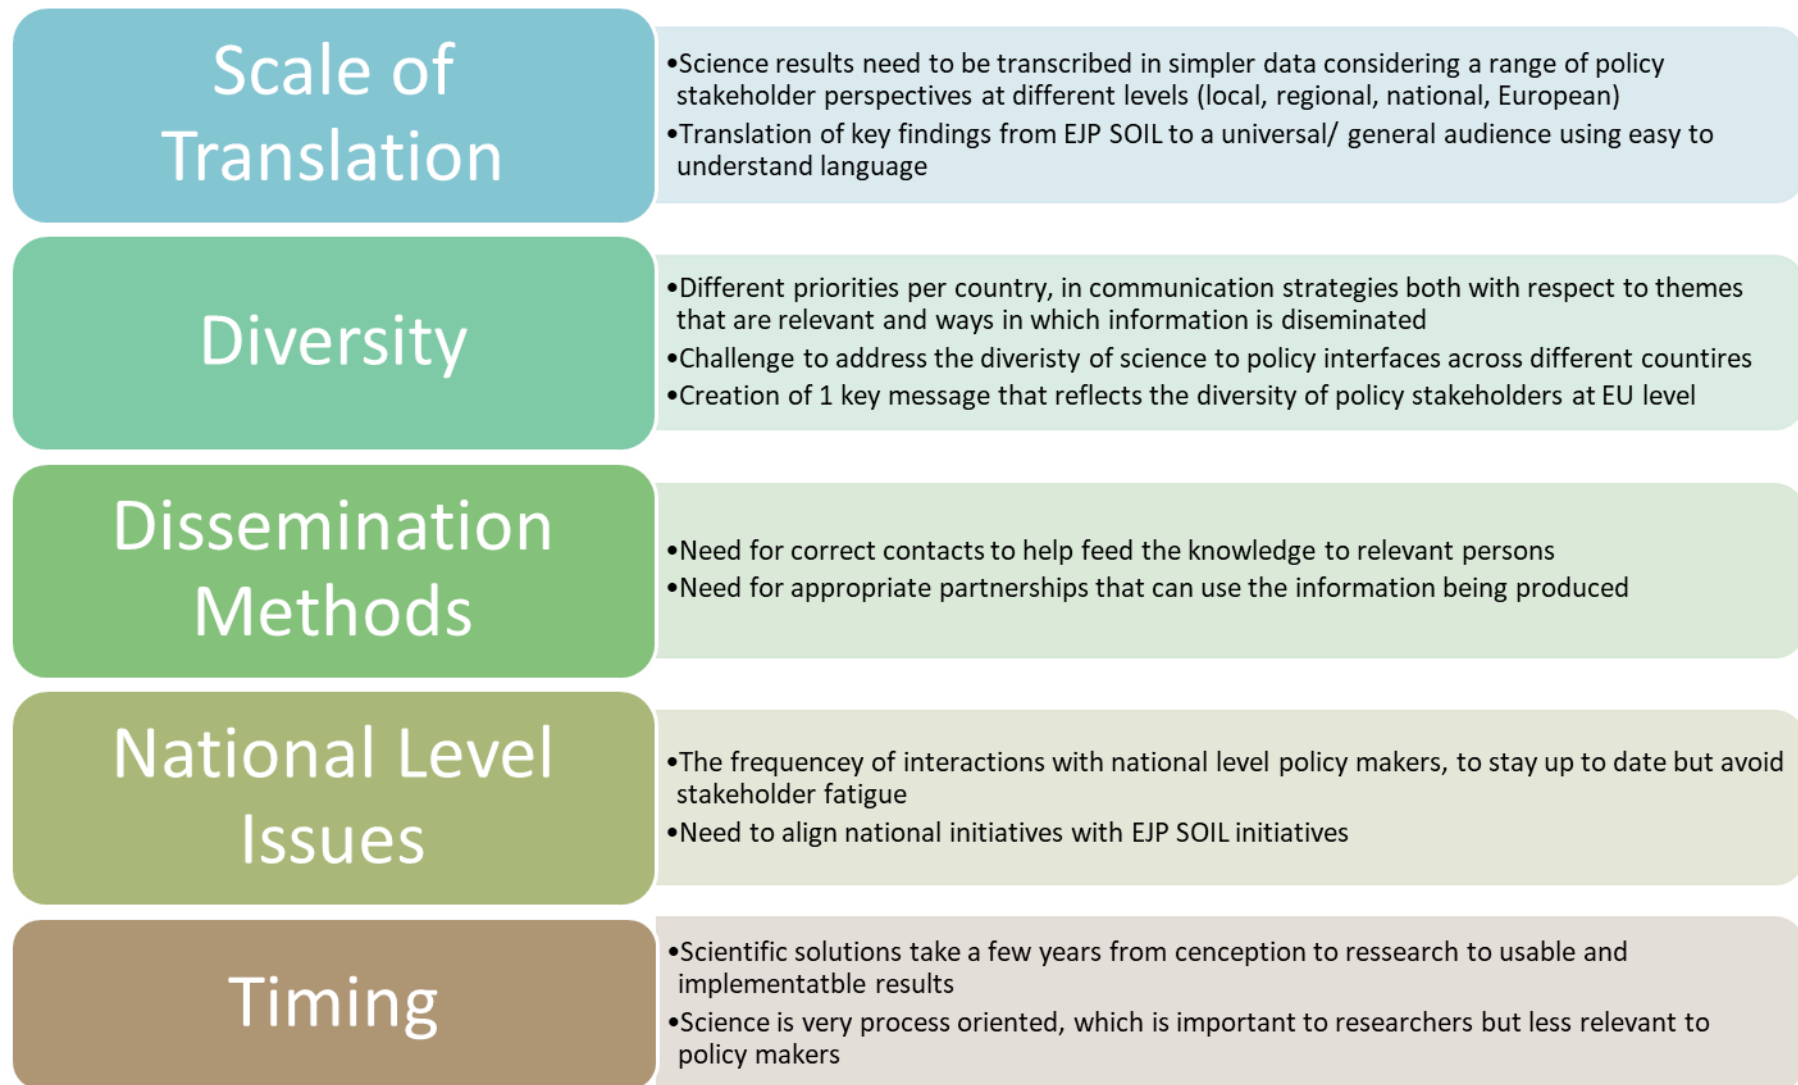 Scale of
Translation
•Science results need to be transcribed in simpler data considering a range of policy
stakeholder perspectives at different levels (local, regional, national, European)
•Translation of key findings from EJP SOIL to a universal/ general audience using easy to
understand language
Diversity
•Different priorities per country, in communication strategies both with respect to themes
that are relevant and ways in which information is diseminated
•Challenge to address the diveristy of science to policy interfaces across different countires
•Creation of 1 key message that reflects the diversity of policy stakeholders at EU level
Dissemination
Methods
•Need for correct contacts to help feed the knowledge to relevant persons
•Need for appropriate partnerships that can use the information being produced
National Level
Issues
•The frequencey of interactions with national level policy makers, to stay up to date but avoid
stakeholder fatigue
•Need to align national initiatives with EJP SOIL initiatives
Timing
•Scientific solutions take a few years from cenception to ressearch to usable and
implementatble results
•Science is very process oriented, which is important to researchers but less relevant to
policy makers